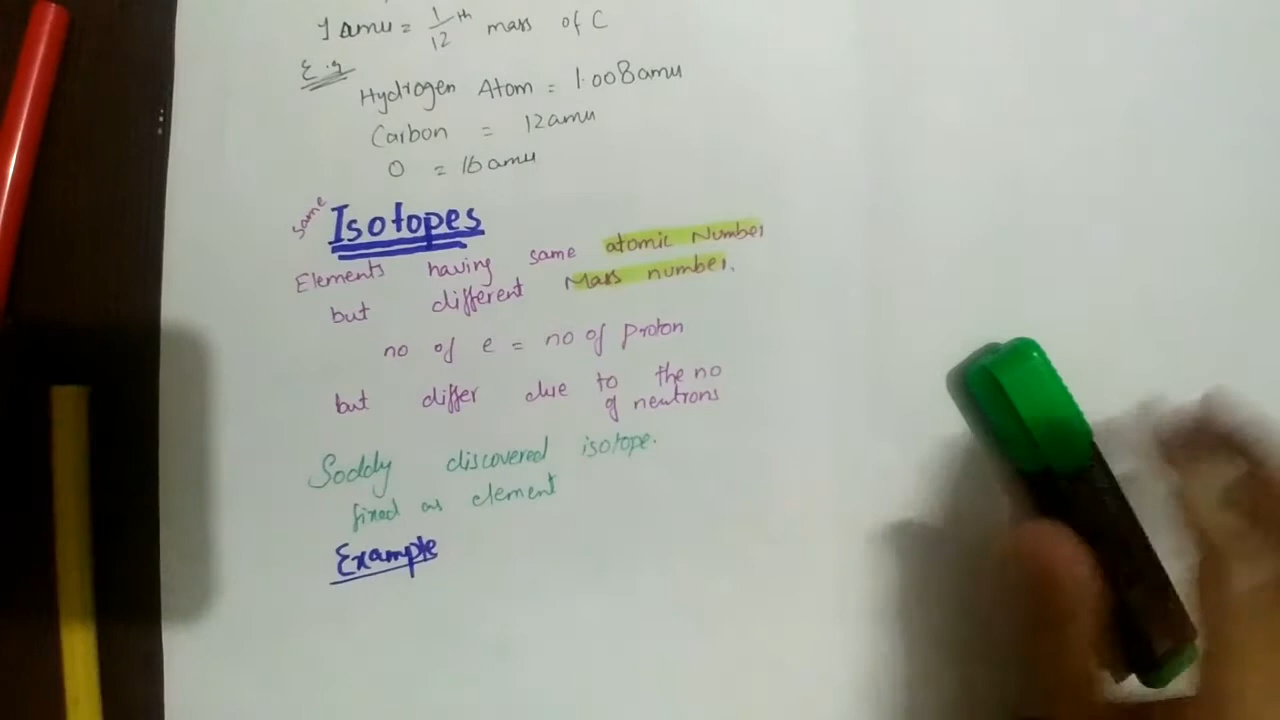 1 amu = 1/12 th mass of C
E.g
Hydrogen Atom = 1.008amu
Carbon = 12amu
O = 16amu
same
Isotopes
Elements having same atomic Number
but different Mass number.
no of e = no of proton
but differ due to the no
of neutrons
Soddy discovered isotope.
fixed as element
Example